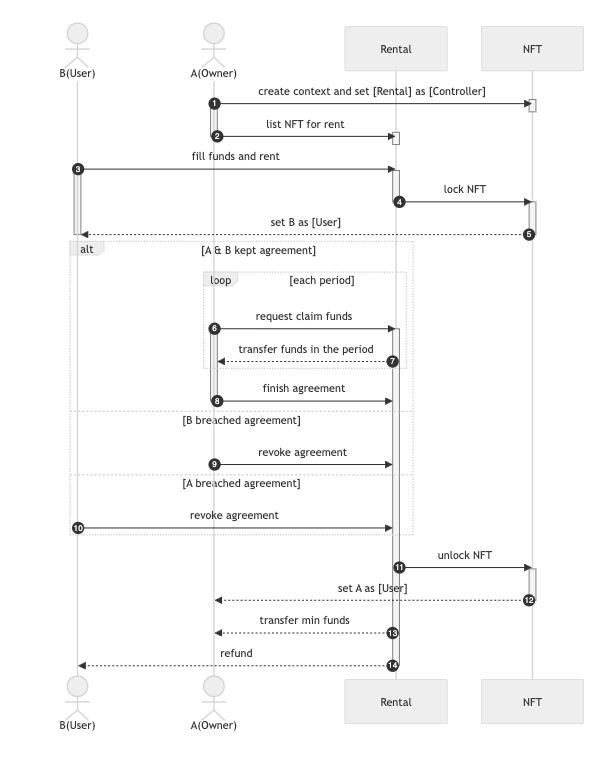 B(User)
A(Owner)
Rental
NFT
1
create context and set [Rental] as [Controller]
2
list NFT for rent
3
fill funds and rent
4
lock NFT
5
set B as [User]
alt
[A & B kept agreement]
loop
[each period]
6
request claim funds
7
transfer funds in the period
8
finish agreement
[B breached agreement]
9
revoke agreement
[A breached agreement]
10
revoke agreement
11
unlock NFT
12
set A as [User]
13
transfer min funds
14
refund
B(User)
A(Owner)
Rental
NFT